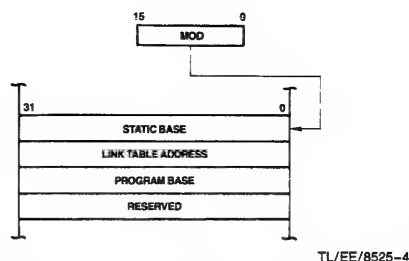 15 0
MOD
31 0
STATIC BASE
LINK TABLE ADDRESS
PROGRAM BASE
RESERVED
TL/EE/8525-4